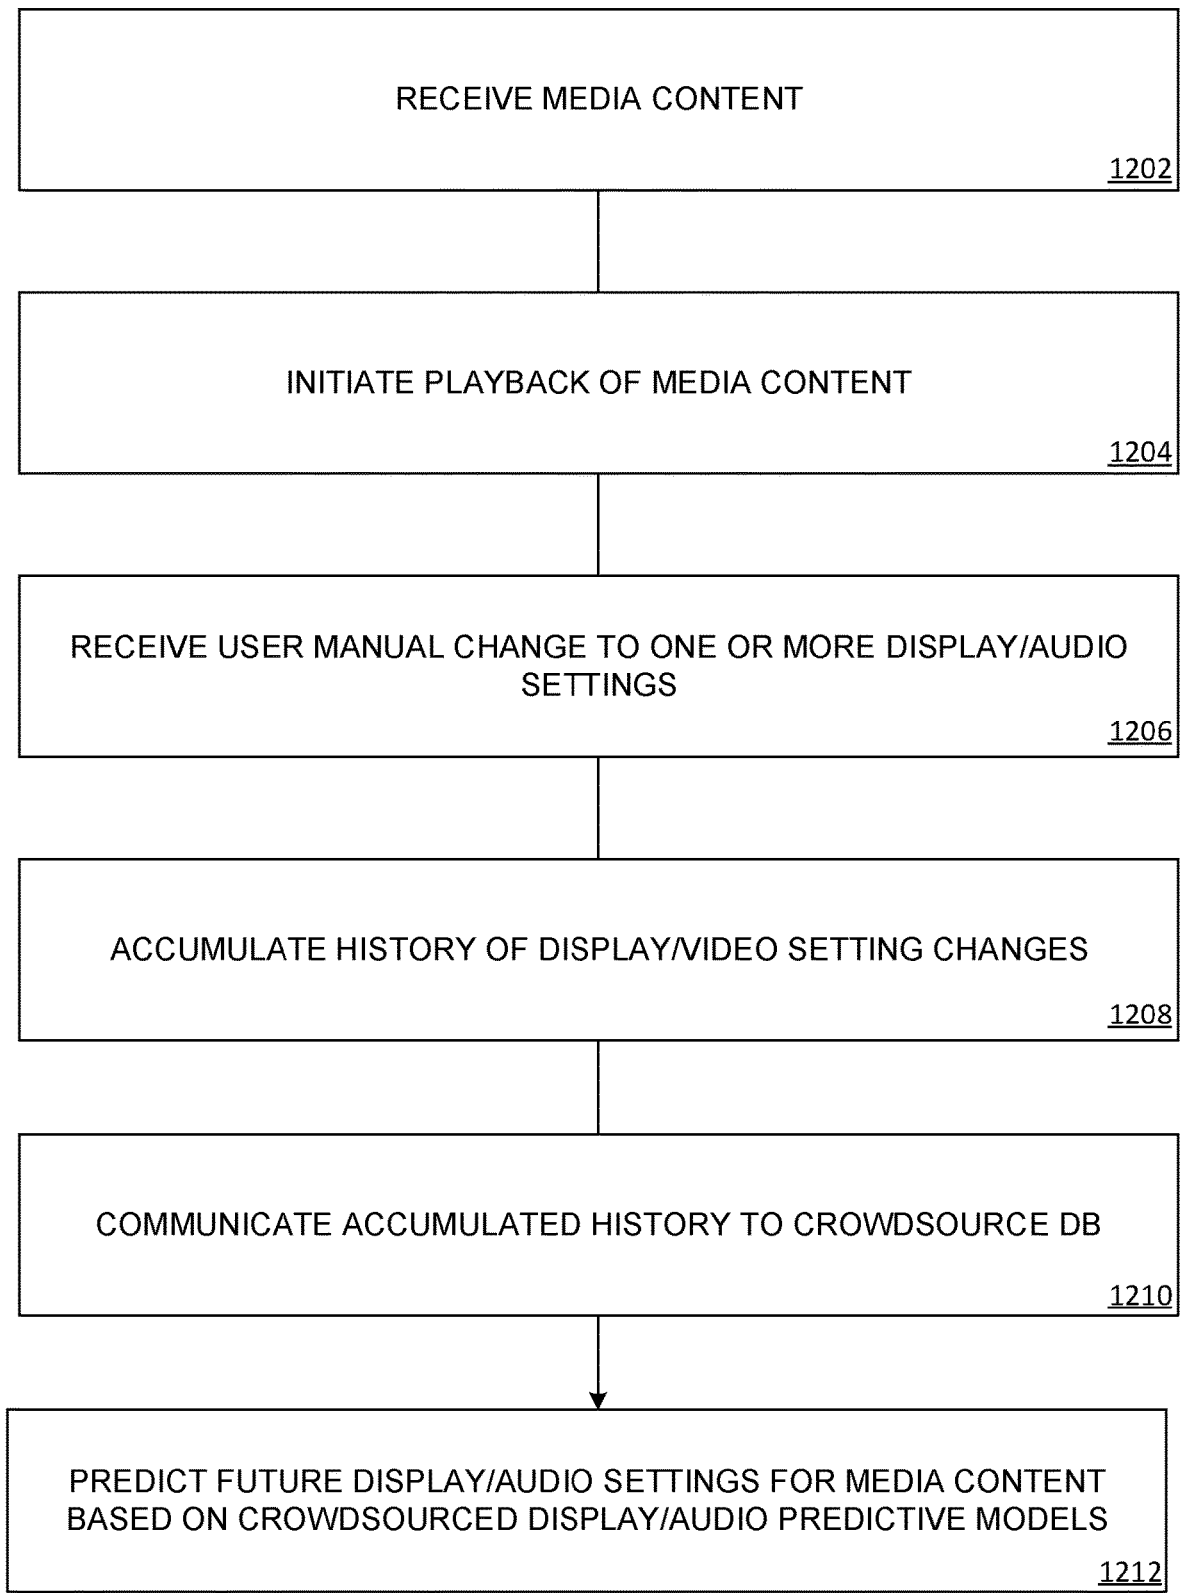 RECEIVE MEDIA CONTENT
1202
INITIATE PLAYBACK OF MEDIA CONTENT
1204
RECEIVE USER MANUAL CHANGE TO ONE OR MORE DISPLAY/AUDIO
SETTINGS
1206
ACCUMULATE HISTORY OF DISPLAY/VIDEO SETTING CHANGES
1208
COMMUNICATE ACCUMULATED HISTORY TO CROWDSOURCE DB
1210
PREDICT FUTURE DISPLAY/AUDIO SETTINGS FOR MEDIA CONTENT
BASED ON CROWDSOURCED DISPLAY/AUDIO PREDICTIVE MODELS
1212